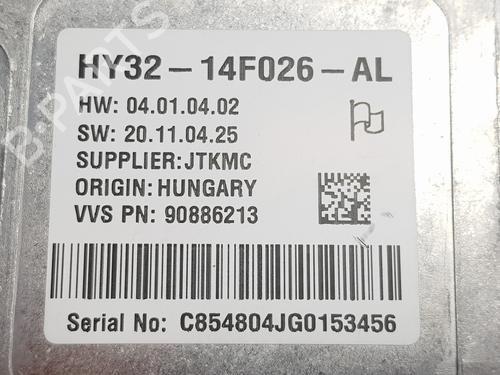 HY32-14F026-AL
HW: 04.01.04.02
SW: 20.11.04.25
SUPPLIER:JTKMC
ORIGIN:HUNGARY
VVS PN: 90886213
Serial No: C854804JG0153456
B-PARTS